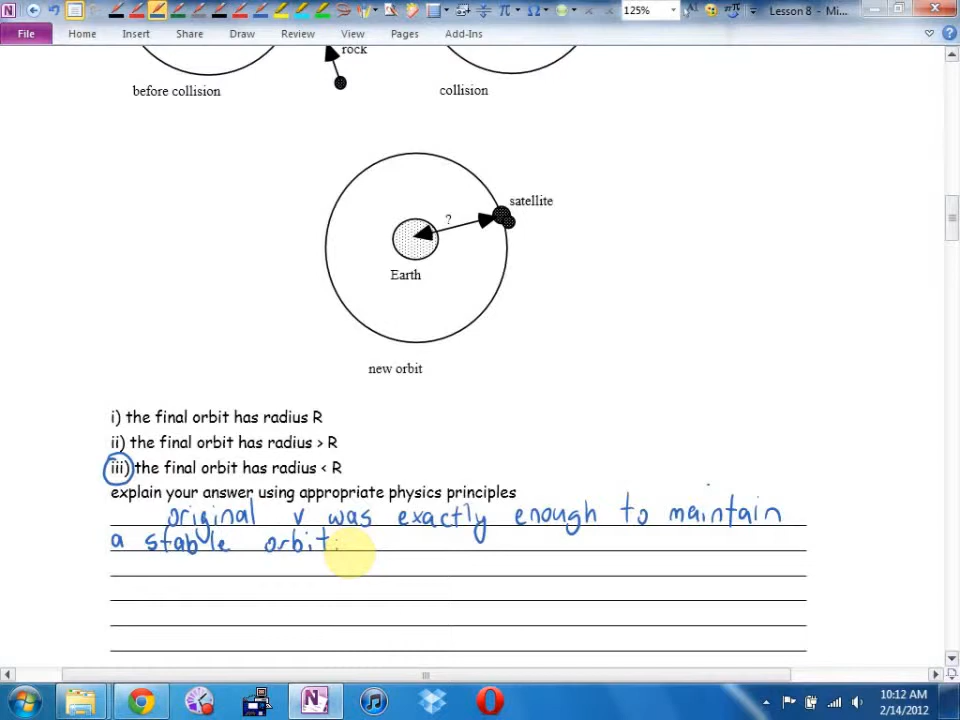 125%
Lesson 8 - Mi...
File Home Insert Share Draw Review View Pages Add-Ins
rock
before collision
collision
satellite
?
Earth
new orbit
i) the final orbit has radius R
ii) the final orbit has radius > R
iii) the final orbit has radius < R
explain your answer using appropriate physics principles
original v was exactly enough to maintain
a stable orbit.
10:12 AM
2/14/2012